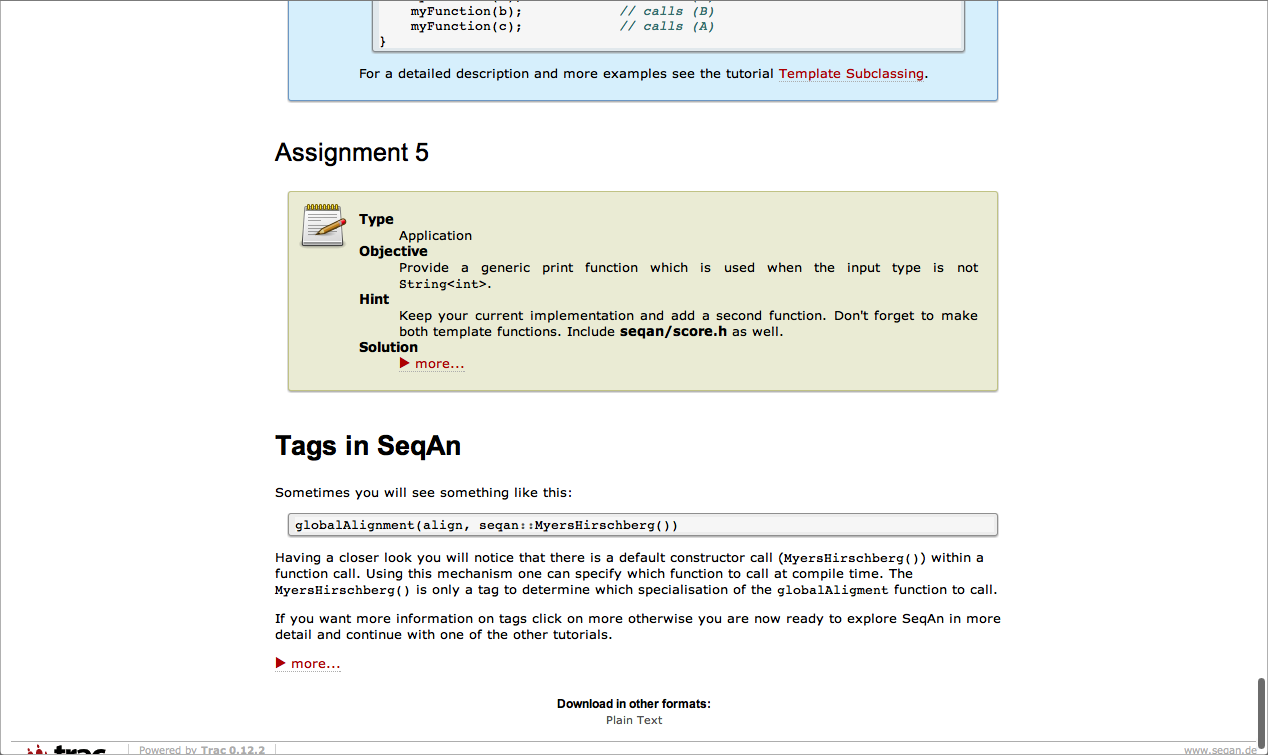 myFunction(b);            // calls (B)
myFunction(c);            // calls (A)
}
For a detailed description and more examples see the tutorial Template Subclassing.
Assignment 5
Type
Application
Objective
Provide a generic print function which is used when the input type is not
String<int>.
Hint
Keep your current implementation and add a second function. Don't forget to make
both template functions. Include seqan/score.h as well.
Solution
more...
Tags in SeqAn
Sometimes you will see something like this:
globalAlignment(align, seqan::MyersHirschberg())
Having a closer look you will notice that there is a default constructor call (MyersHirschberg()) within a
function call. Using this mechanism one can specify which function to call at compile time. The
MyersHirschberg() is only a tag to determine which specialisation of the globalAligment function to call.
If you want more information on tags click on more otherwise you are now ready to explore SeqAn in more
detail and continue with one of the other tutorials.
more...
Download in other formats:
Plain Text
trac Powered by Trac 0.12.2 www.seqan.de